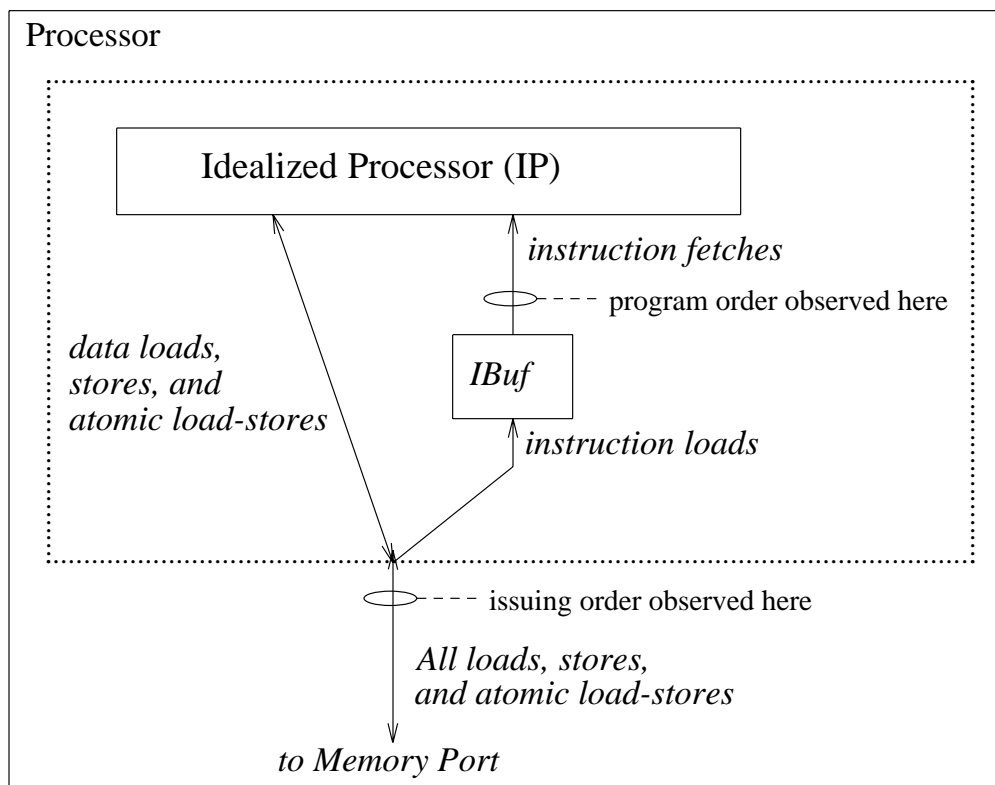 Processor
Idealized Processor (IP)
instruction fetches
program order observed here
data loads,
stores, and
atomic load-stores
IBuf
instruction loads
issuing order observed here
All loads, stores,
and atomic load-stores
to Memory Port